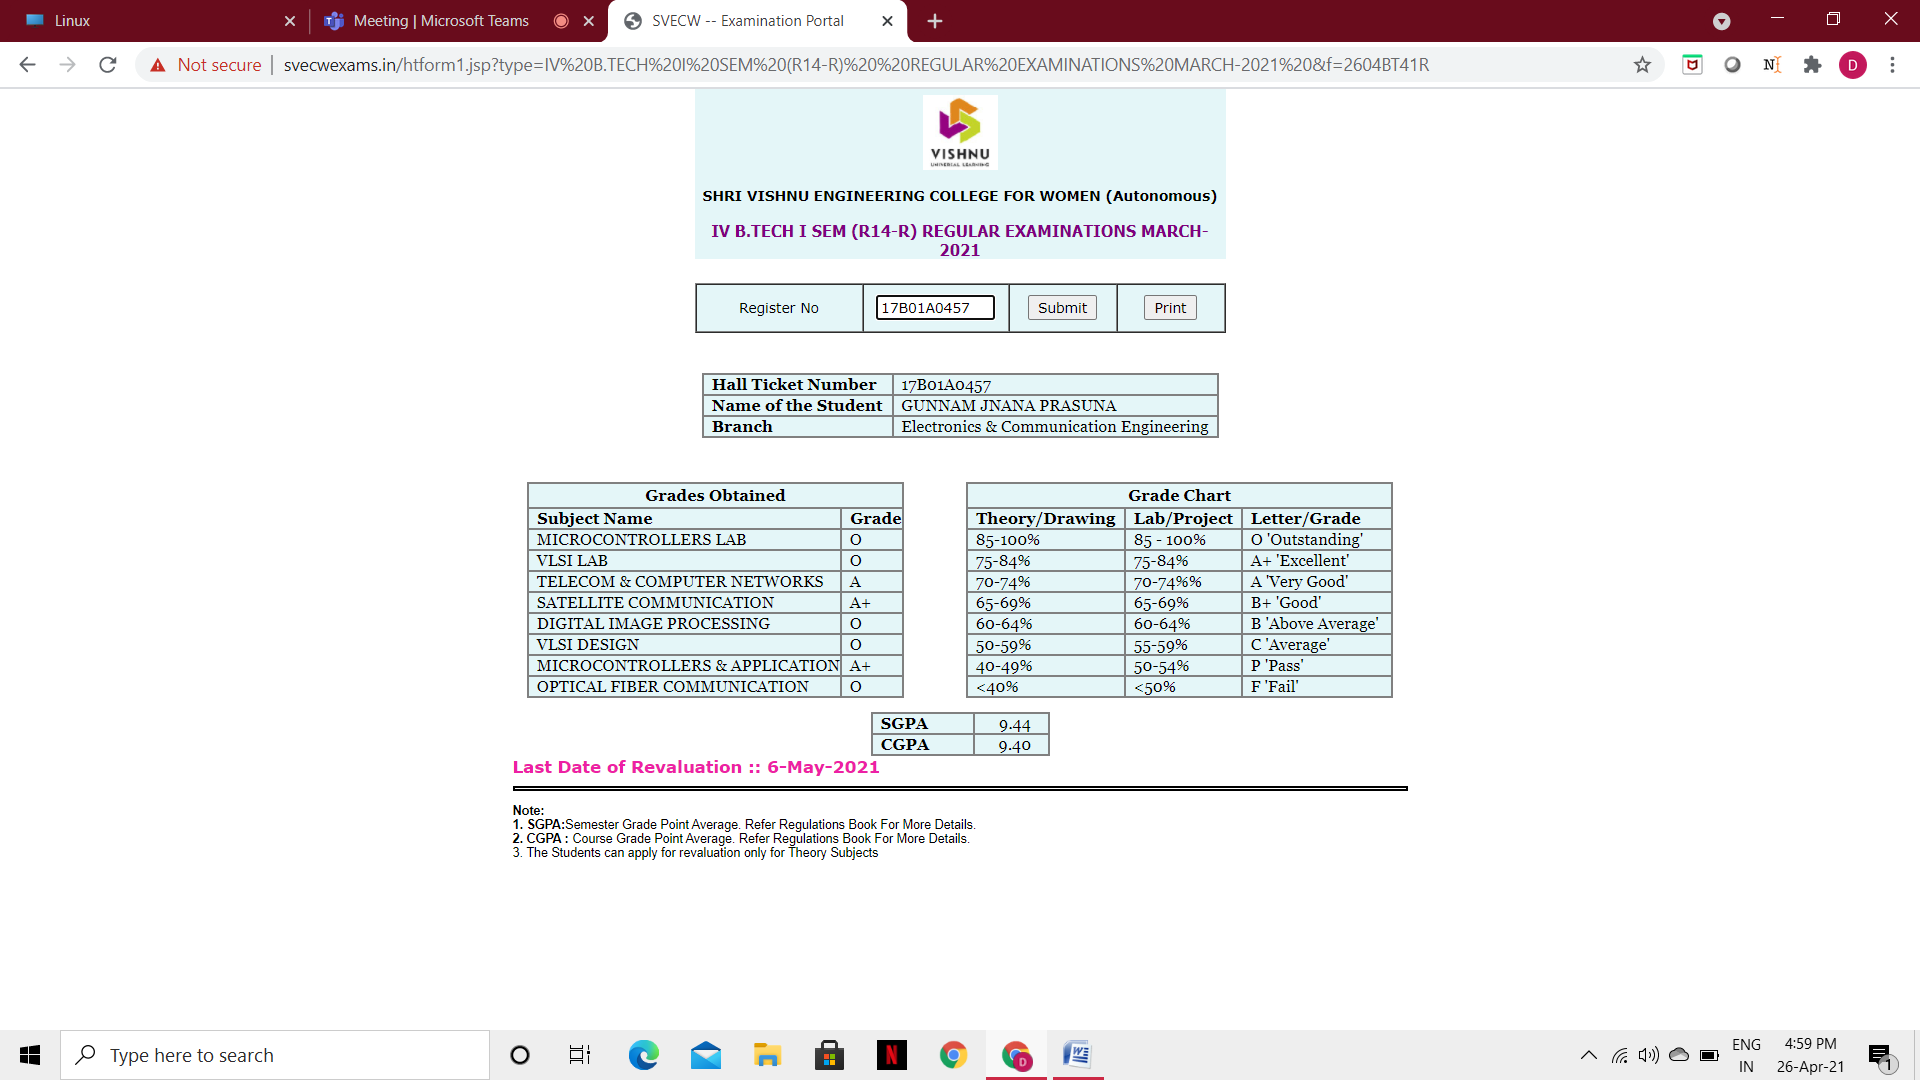 Linux
Meeting | Microsoft Teams
SVECW -- Examination Portal
Not secure | svecwexams.in/htform1.jsp?type=IV%20B.TECH%20I%20SEM%20(R14-R)%20%20REGULAR%20EXAMINATIONS%20MARCH-2021%20&f=2604BT41R
D
VISHNU
UNIVERSAL LEARNING
SHRI VISHNU ENGINEERING COLLEGE FOR WOMEN (Autonomous)
IV B.TECH I SEM (R14-R) REGULAR EXAMINATIONS MARCH-
2021
Register No 17B01A0457 Submit Print
Hall Ticket Number 17B01A0457
Name of the Student GUNNAM JNANA PRASUNA
Branch Electronics & Communication Engineering
Grades Obtained
Subject Name Grade
MICROCONTROLLERS LAB O
VLSI LAB O
TELECOM & COMPUTER NETWORKS A
SATELLITE COMMUNICATION A+
DIGITAL IMAGE PROCESSING O
VLSI DESIGN O
MICROCONTROLLERS & APPLICATION A+
OPTICAL FIBER COMMUNICATION O
Grade Chart
Theory/Drawing Lab/Project Letter/Grade
85-100% 85 - 100% O 'Outstanding'
75-84% 75-84% A+ 'Excellent'
70-74% 70-74%% A 'Very Good'
65-69% 65-69% B+ 'Good'
60-64% 60-64% B 'Above Average'
50-59% 55-59% C 'Average'
40-49% 50-54% P 'Pass'
<40% <50% F 'Fail'
SGPA 9.44
CGPA 9.40
Last Date of Revaluation :: 6-May-2021
Note:
1. SGPA:Semester Grade Point Average. Refer Regulations Book For More Details.
2. CGPA : Course Grade Point Average. Refer Regulations Book For More Details.
3. The Students can apply for revaluation only for Theory Subjects
Type here to search
N
D
W
ENG
IN
4:59 PM
26-Apr-21
1